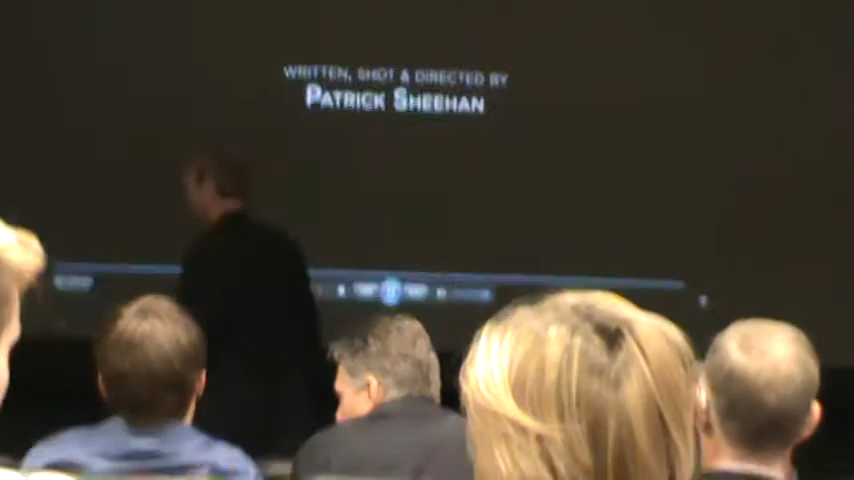 WRITTEN, SHOT & DIRECTED BY
PATRICK SHEEHAN